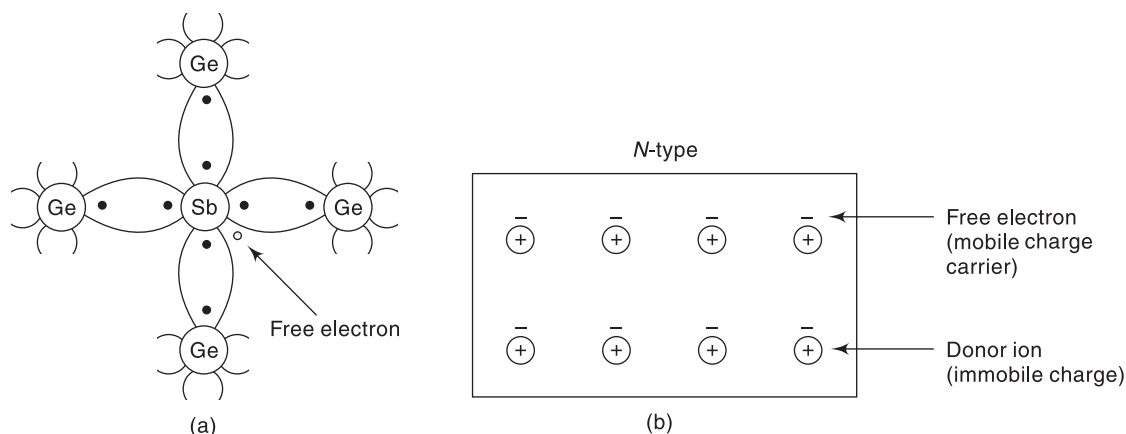 Ge
Ge
Sb
Ge
Free electron
Ge
(a)
N-type
− − − −
+ + + +
− − − −
+ + + +
Free electron
(mobile charge
carrier)
Donor ion
(immobile charge)
(b)